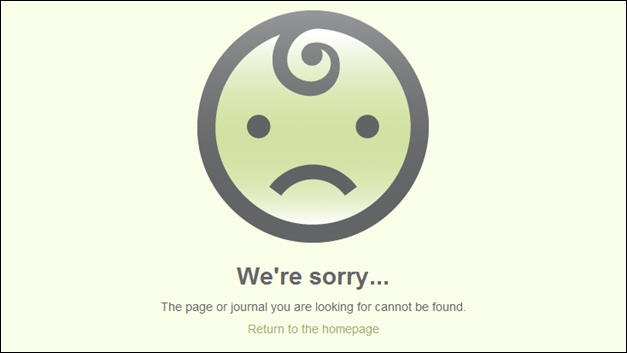 We're sorry...
The page or journal you are looking for cannot be found.
Return to the homepage